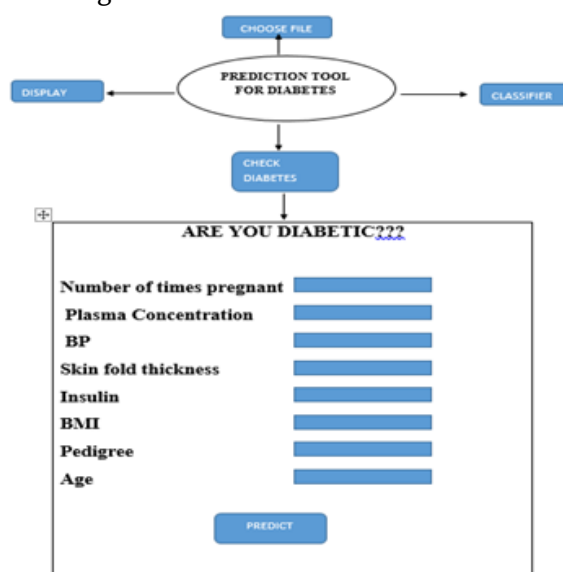 CHOOSE FILE
PREDICTION TOOL
FOR DIABETES
DISPLAY
CLASSIFIER
CHECK
DIABETES
ARE YOU DIABETIC???
Number of times pregnant
Plasma Concentration
BP
Skin fold thickness
Insulin
BMI
Pedigree
Age
PREDICT